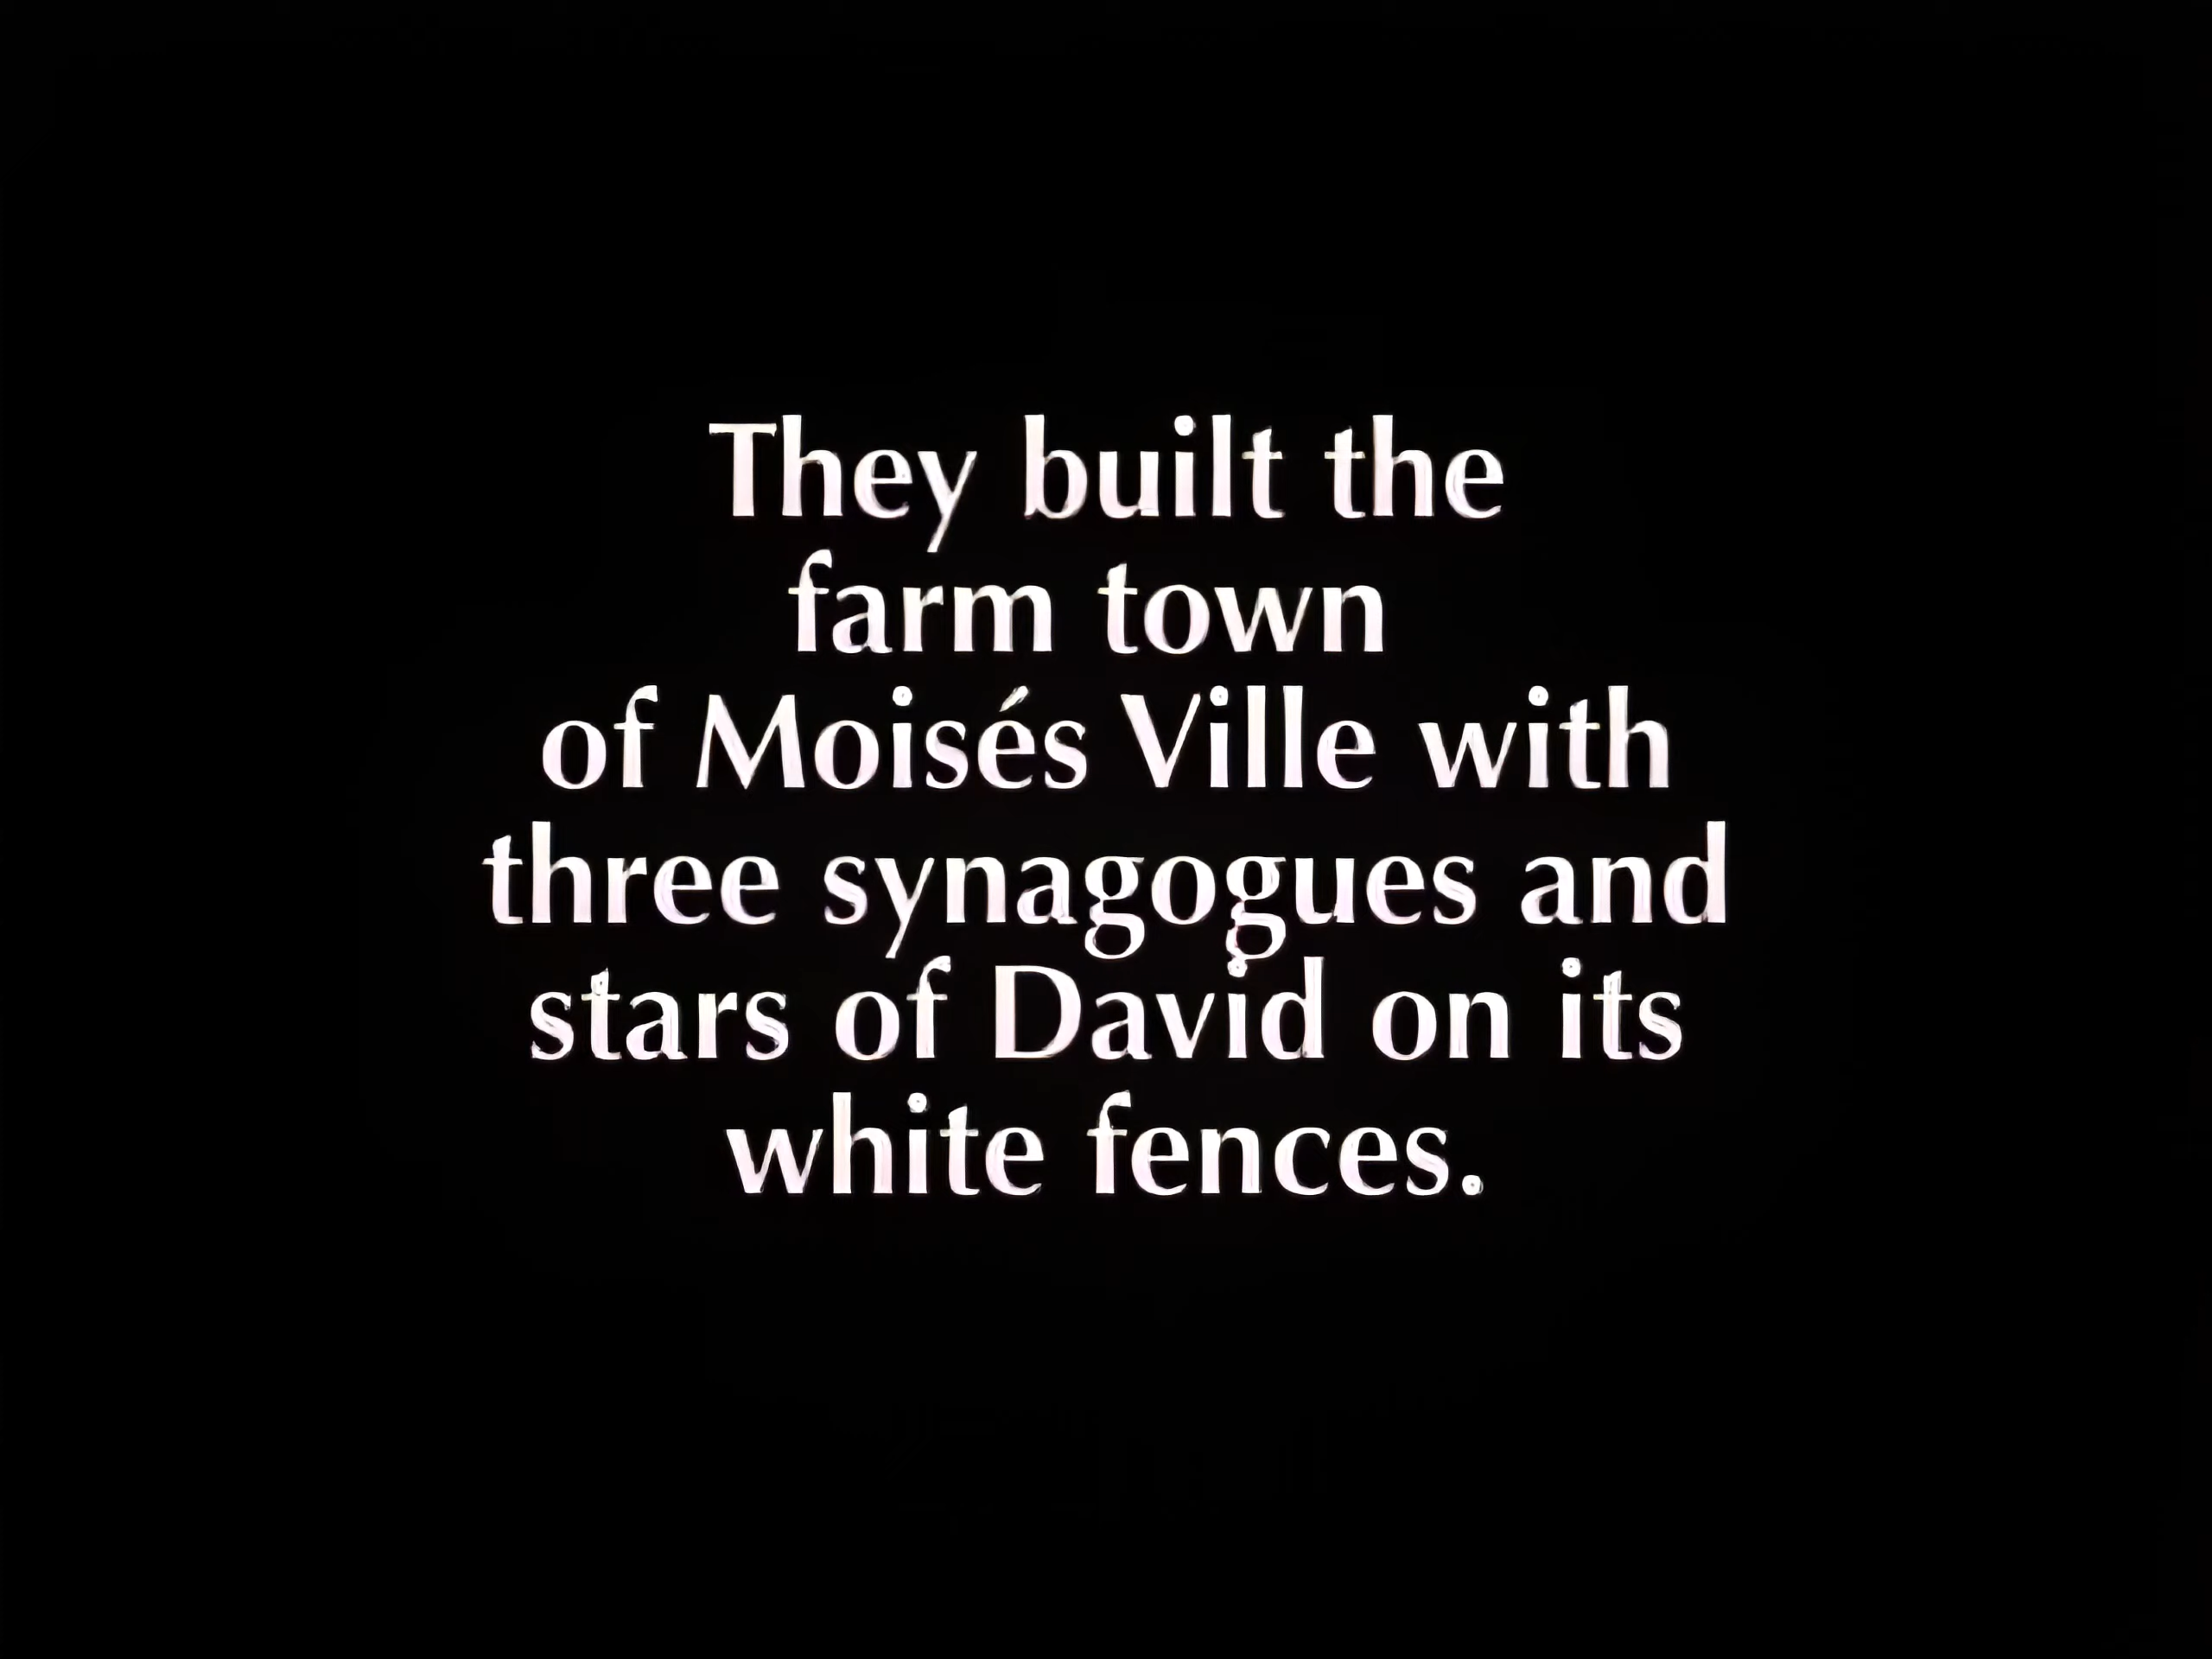 They built the
farm town
of Moisés Ville with
three synagogues and
stars of David on its
white fences.